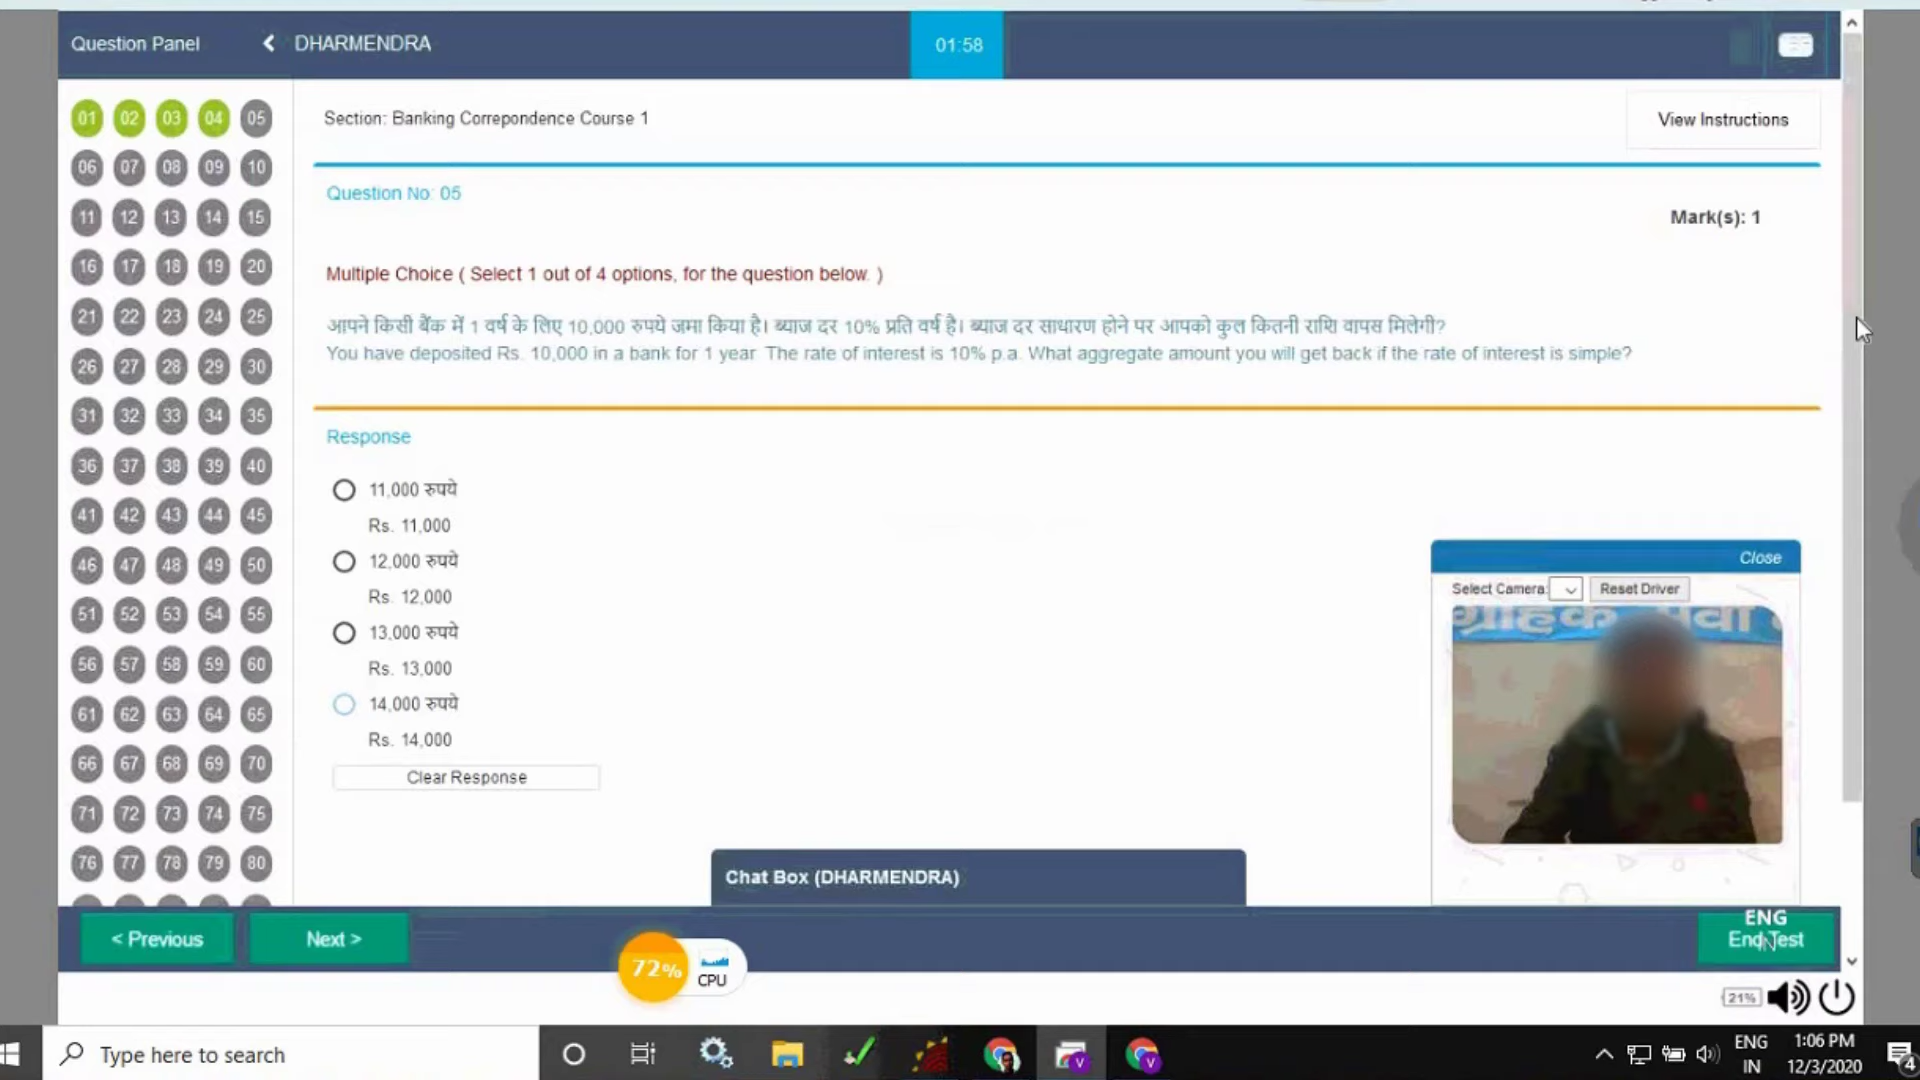 Question Panel
DHARMENDRA
01:58
01 02 03 04 05
06 07 08 09 10
11 12 13 14 15
16 17 18 19 20
21 22 23 24 25
26 27 28 29 30
31 32 33 34 35
36 37 38 39 40
41 42 43 44 45
46 47 48 49 50
51 52 53 54 55
56 57 58 59 60
61 62 63 64 65
66 67 68 69 70
71 72 73 74 75
76 77 78 79 80
Section: Banking Correpondence Course 1
View Instructions
Question No: 05
Mark(s): 1
Multiple Choice ( Select 1 out of 4 options, for the question below. )
आपने किसी बैंक में 1 वर्ष के लिए 10,000 रुपये जमा किया है। ब्याज दर 10% प्रति वर्ष है। ब्याज दर साधारण होने पर आपको कुल कितनी राशि वापस मिलेगी?
You have deposited Rs. 10,000 in a bank for 1 year. The rate of interest is 10% p.a. What aggregate amount you will get back if the rate of interest is simple?
Response
11,000 रुपये
Rs. 11,000
12,000 रुपये
Rs. 12,000
13,000 रुपये
Rs. 13,000
14,000 रुपये
Rs. 14,000
Clear Response
Close
Select Camera:
Reset Driver
ग्राहक सेवा
Chat Box (DHARMENDRA)
< Previous
Next >
ENG
End Test
72%
CPU
21%
Type here to search
ENG
IN
1:06 PM
12/3/2020
4